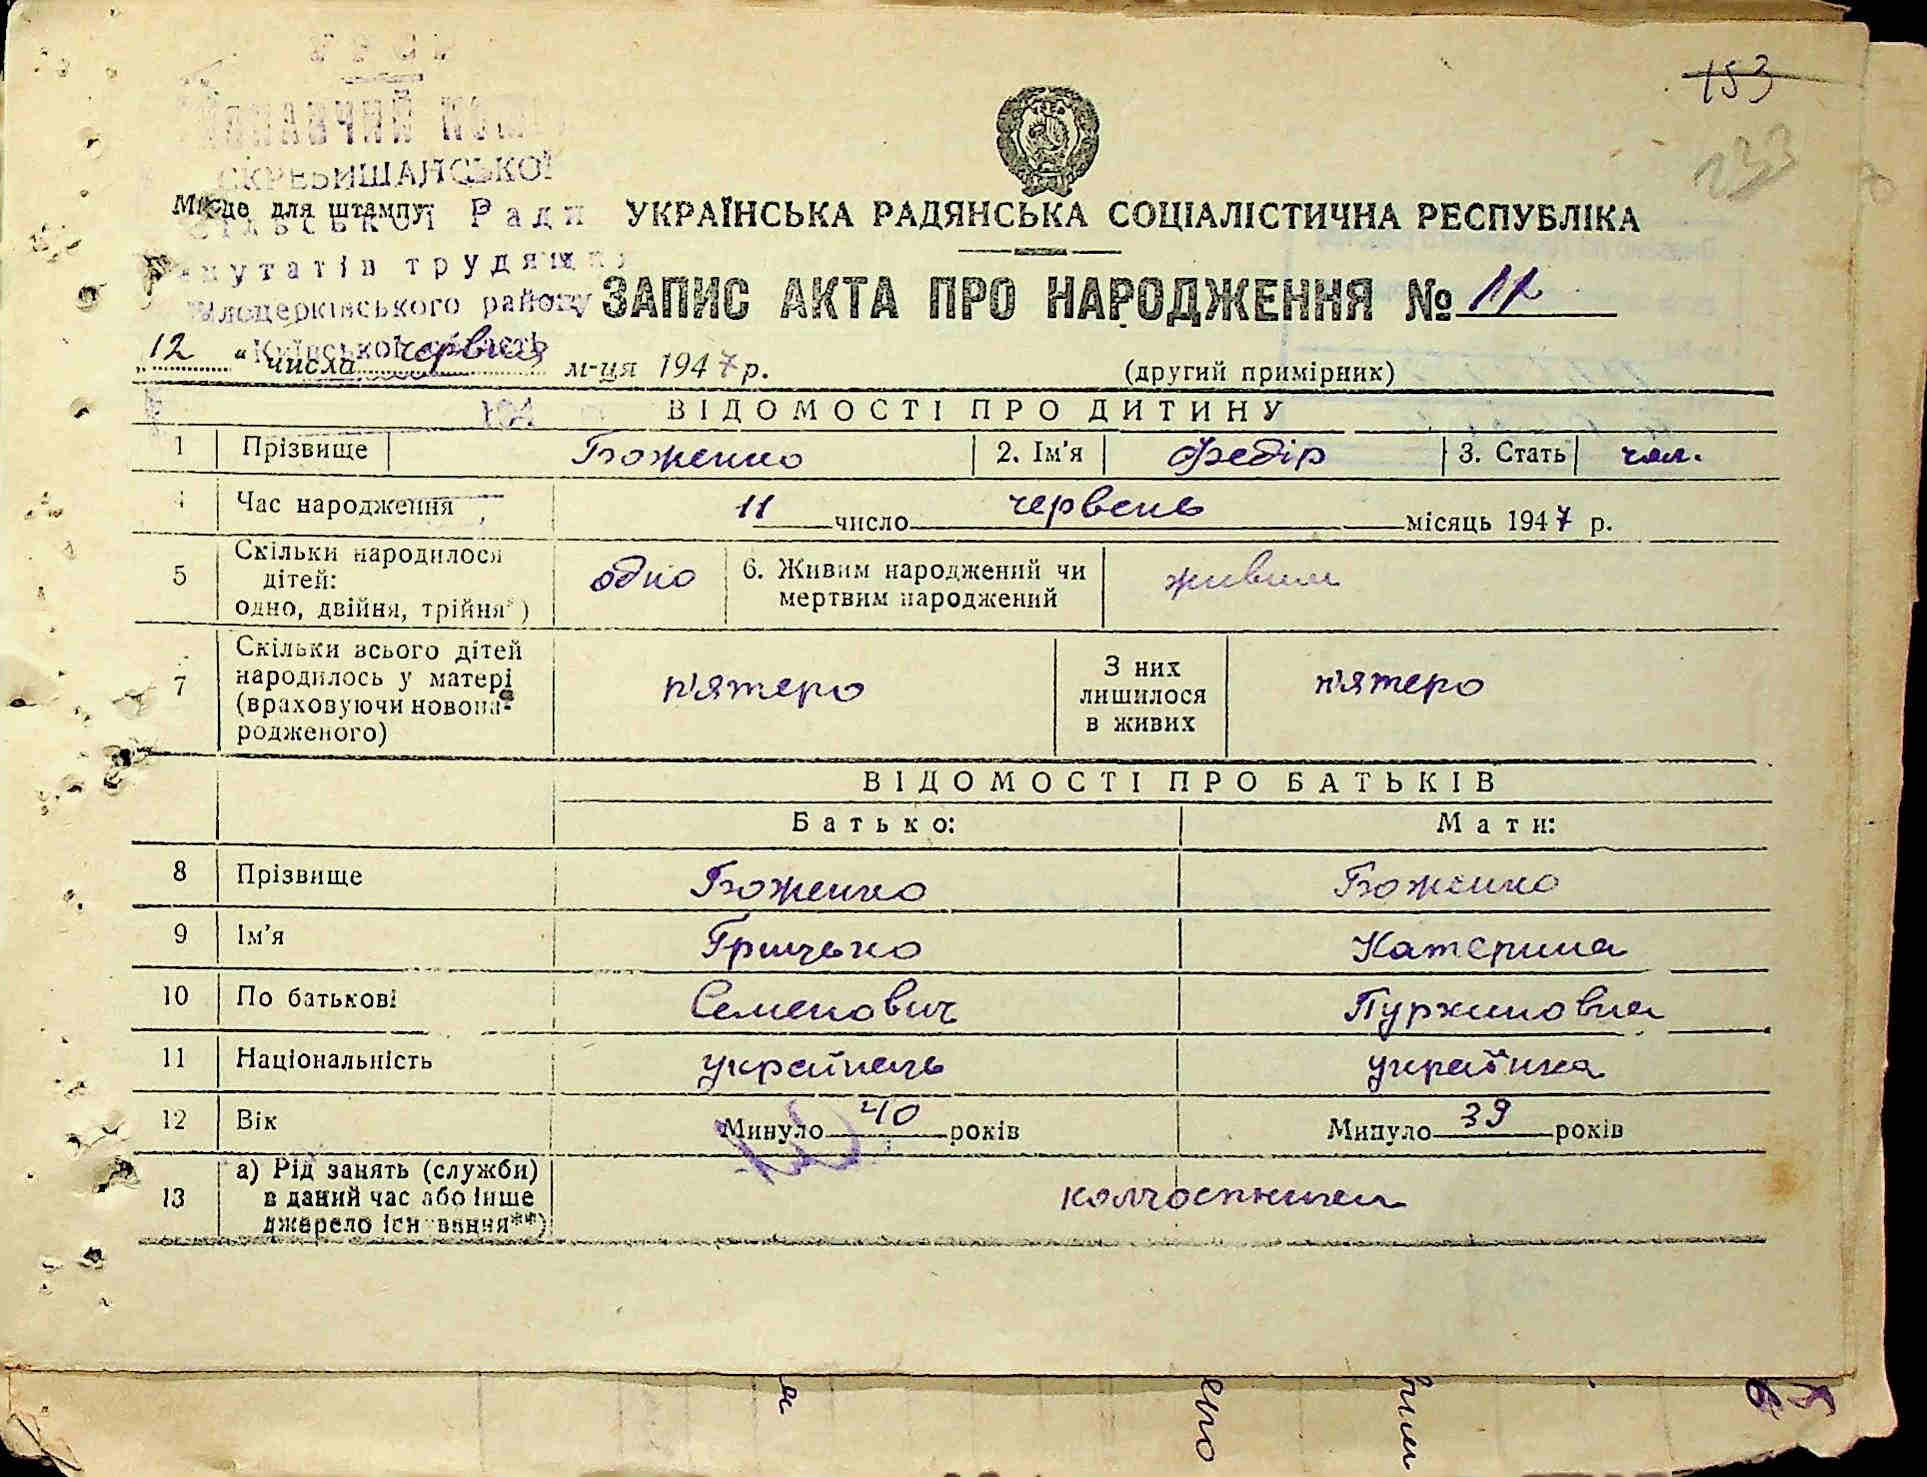 153
133
У Р С Р
СКРЕБИШАНСЬКОЇ
Місце для штампу
сільської Ради
депутатів трудящих
Білоцерківського району
Київської області
194
УКРАЇНСЬКА РАДЯНСЬКА СОЦІАЛІСТИЧНА РЕСПУБЛІКА
ЗАПИС АКТА ПРО НАРОДЖЕННЯ №
„ 12 “ числа червня м-ця 1947 р.
(другий примірник)
ВІДОМОСТІ ПРО ДИТИНУ
1 Прізвище Боженко 2. Ім'я Федір 3. Стать чол.
4 Час народження 11 число червень місяць 1947 р.
5 Скільки народилося дітей: одно, двійня, трійня*) одно 6. Живим народжений чи мертвим народжений живим
7 Скільки всього дітей народилось у матері (враховуючи новонародженого) п'ятеро З них лишилося в живих п'ятеро
ВІДОМОСТІ ПРО БАТЬКІВ
Батько: Мати:
8 Прізвище Боженко Боженко
9 Ім'я Грицько Катерина
10 По батькові Семенович
11 Національність українець українка
12 Вік Минуло 40 років Минуло 39 років
13 а) Рід занять (служби) в даний час або інше джерело існування**) колгоспники